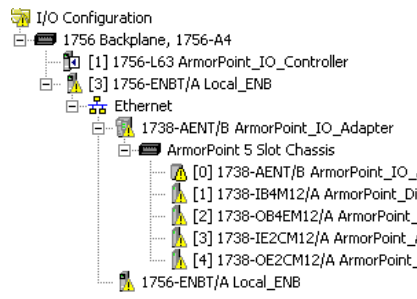 I/O Configuration
1756 Backplane, 1756-A4
[1] 1756-L63 ArmorPoint_IO_Controller
[3] 1756-ENBT/A Local_ENB
Ethernet
1738-AENT/B ArmorPoint_IO_Adapter
ArmorPoint 5 Slot Chassis
[0] 1738-AENT/B ArmorPoint_IO_
[1] 1738-IB4M12/A ArmorPoint_Di
[2] 1738-OB4EM12/A ArmorPoint_
[3] 1738-IE2CM12/A ArmorPoint_
[4] 1738-OE2CM12/A ArmorPoint_
1756-ENBT/A Local_ENB